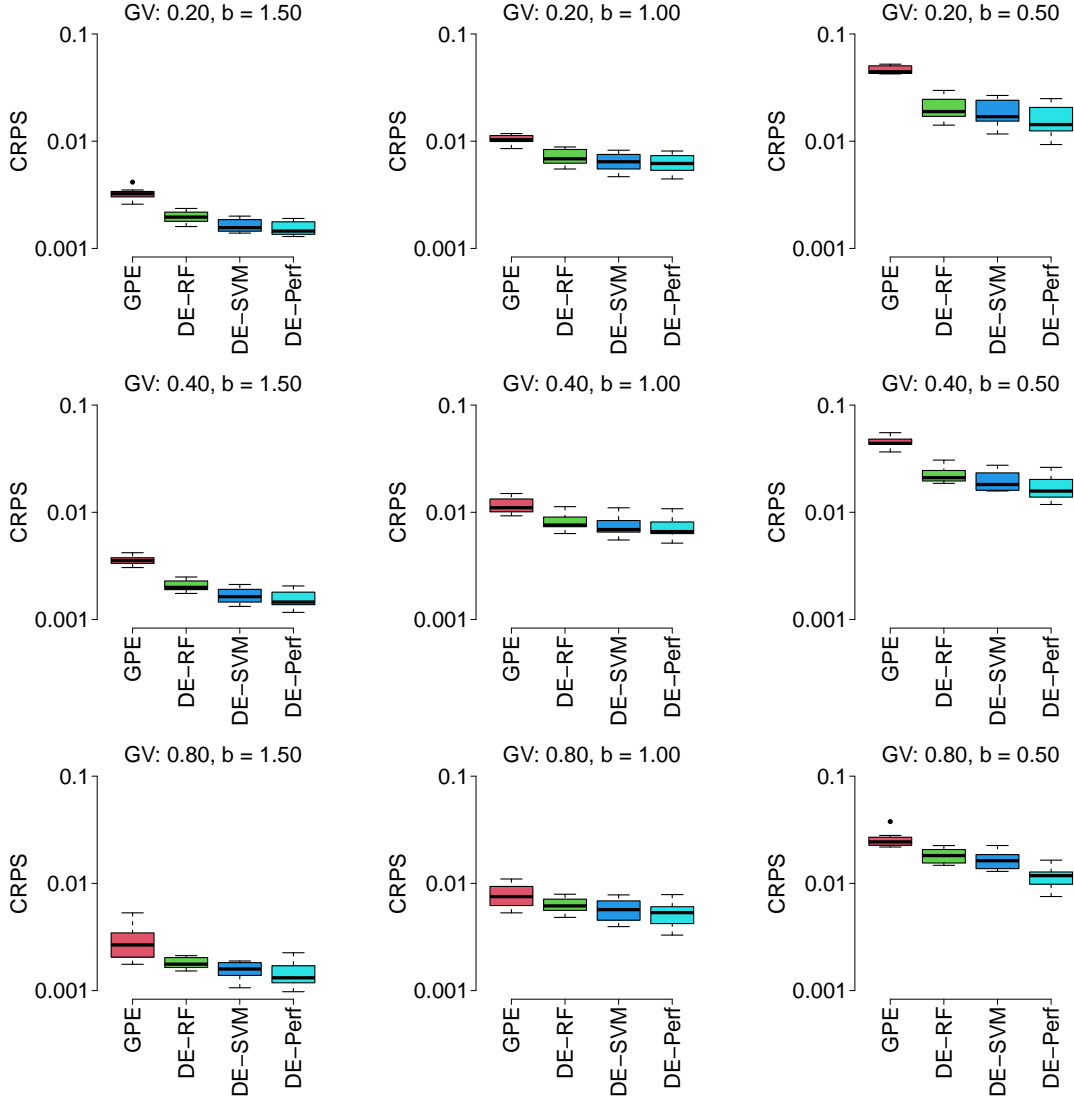 GV: 0.20, b = 1.50
CRPS
0.1
0.01
0.001
GPE
DE−RF
DE−SVM
DE−Perf
GV: 0.20, b = 1.00
CRPS
0.1
0.01
0.001
GPE
DE−RF
DE−SVM
DE−Perf
GV: 0.20, b = 0.50
CRPS
0.1
0.01
0.001
GPE
DE−RF
DE−SVM
DE−Perf
GV: 0.40, b = 1.50
CRPS
0.1
0.01
0.001
GPE
DE−RF
DE−SVM
DE−Perf
GV: 0.40, b = 1.00
CRPS
0.1
0.01
0.001
GPE
DE−RF
DE−SVM
DE−Perf
GV: 0.40, b = 0.50
CRPS
0.1
0.01
0.001
GPE
DE−RF
DE−SVM
DE−Perf
GV: 0.80, b = 1.50
CRPS
0.1
0.01
0.001
GPE
DE−RF
DE−SVM
DE−Perf
GV: 0.80, b = 1.00
CRPS
0.1
0.01
0.001
GPE
DE−RF
DE−SVM
DE−Perf
GV: 0.80, b = 0.50
CRPS
0.1
0.01
0.001
GPE
DE−RF
DE−SVM
DE−Perf